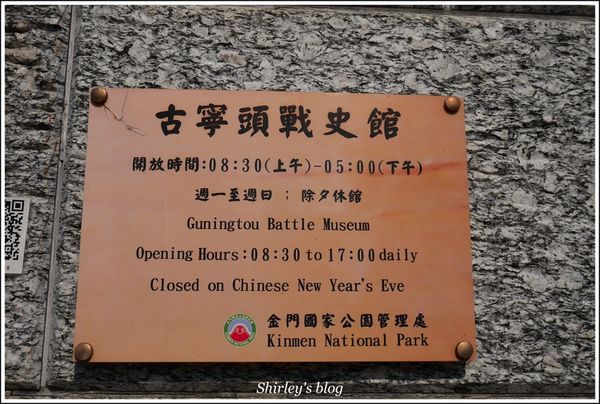 古寧頭戰史館
開放時間:08:30(上午)-05:00(下午)
週一至週日 ; 除夕休館
Guningtou Battle Museum
Opening Hours:08:30 to 17:00 daily
Closed on Chinese New Year's Eve
金門國家公園管理處
Kinmen National Park
Shirley's blog